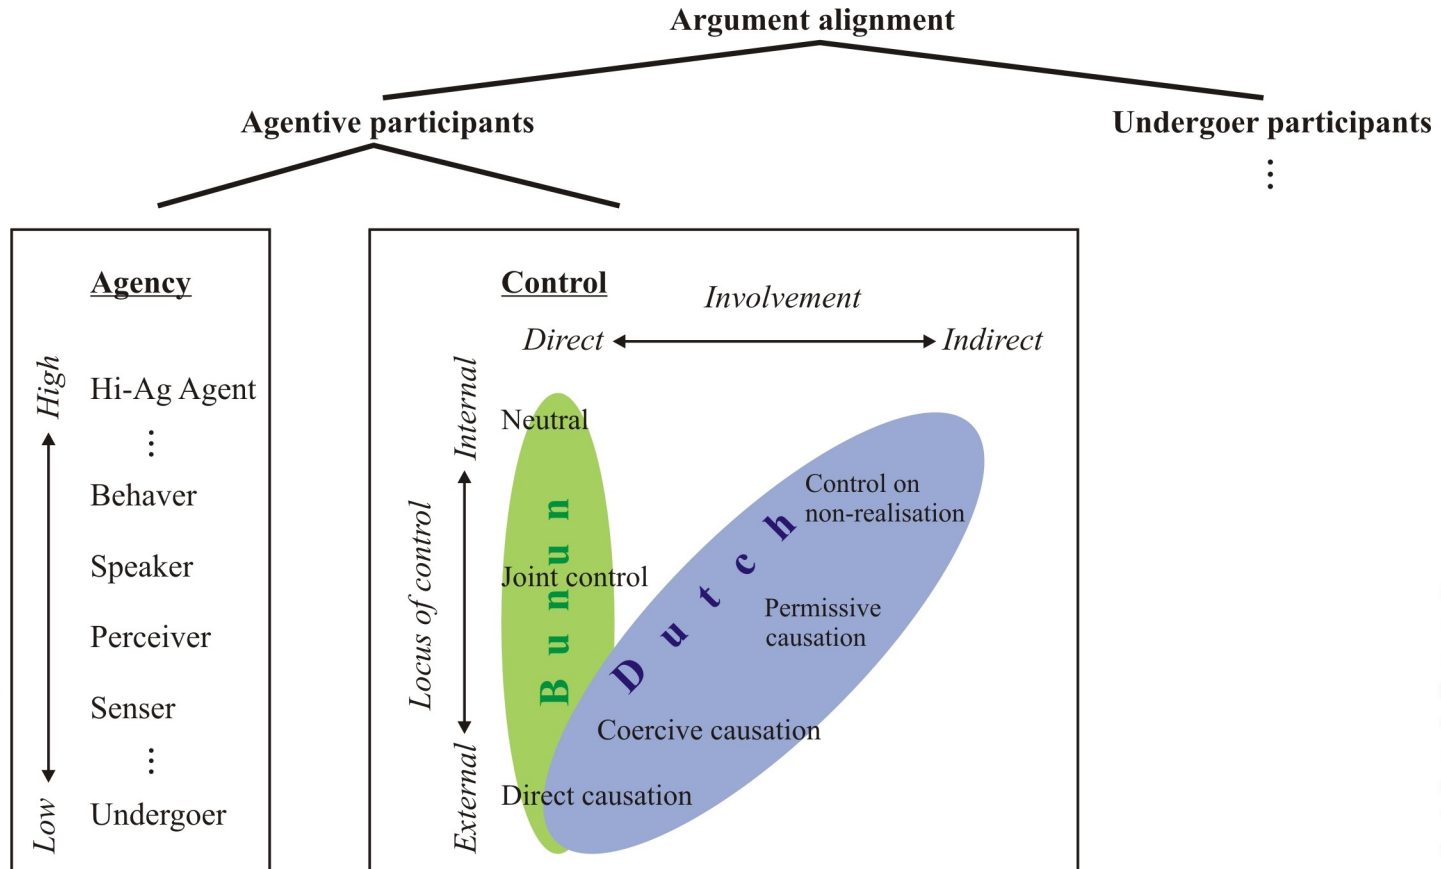 Argument alignment
Agentive participants
Undergoer participants
⋮
Agency
High
Hi-Ag Agent
⋮
Behaver
Speaker
Perceiver
Senser
⋮
Low
Undergoer
Control
Involvement
Direct
Indirect
Locus of control
Internal
External
Neutral
Joint control
Bunun
Dutch
Control on
non-realisation
Permissive
causation
Coercive causation
Direct causation